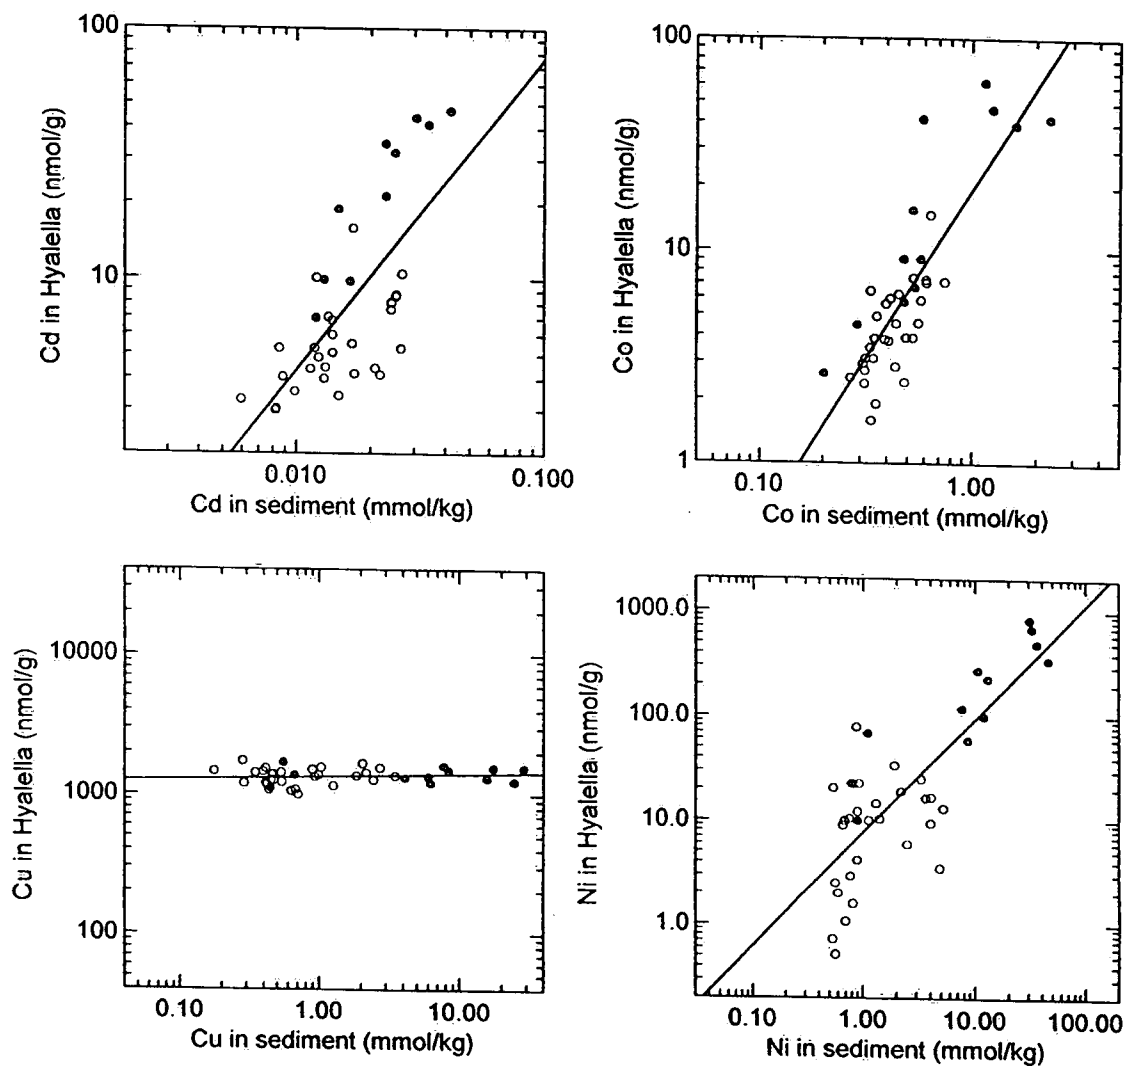 100
10
Cd in Hyalella (nmol/g)
0.010
0.100
Cd in sediment (mmol/kg)
100
10
1
Co in Hyalella (nmol/g)
0.10
1.00
Co in sediment (mmol/kg)
10000
1000
100
Cu in Hyalella (nmol/g)
0.10
1.00
10.00
Cu in sediment (mmol/kg)
1000.0
100.0
10.0
1.0
Ni in Hyalella (nmol/g)
0.10
1.00
10.00
100.00
Ni in sediment (mmol/kg)